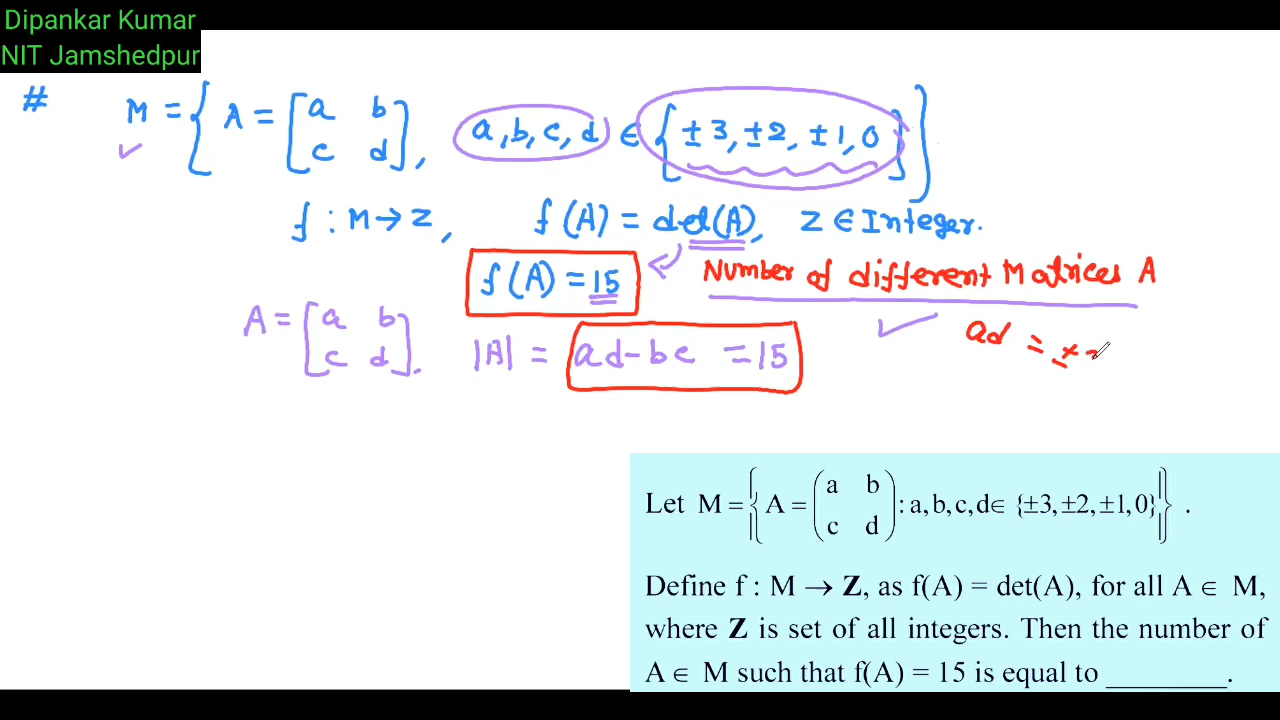 Dipankar Kumar
NIT Jamshedpur
# M = { A = [a b c d], a, b, c, d ∈ {±3, ±2, ±1, 0} }
f : M → Z, f(A) = det(A), Z ∈ Integer.
f(A) = 15 Number of different Matrices A
A = [a b c d]. |A| = ad - bc = 15 ad = ±
Let M = { A = (a b c d) : a, b, c, d ∈ {±3, ±2, ±1, 0} } .
Define f : M → Z, as f(A) = det(A), for all A ∈ M,
where Z is set of all integers. Then the number of
A ∈ M such that f(A) = 15 is equal to ________.